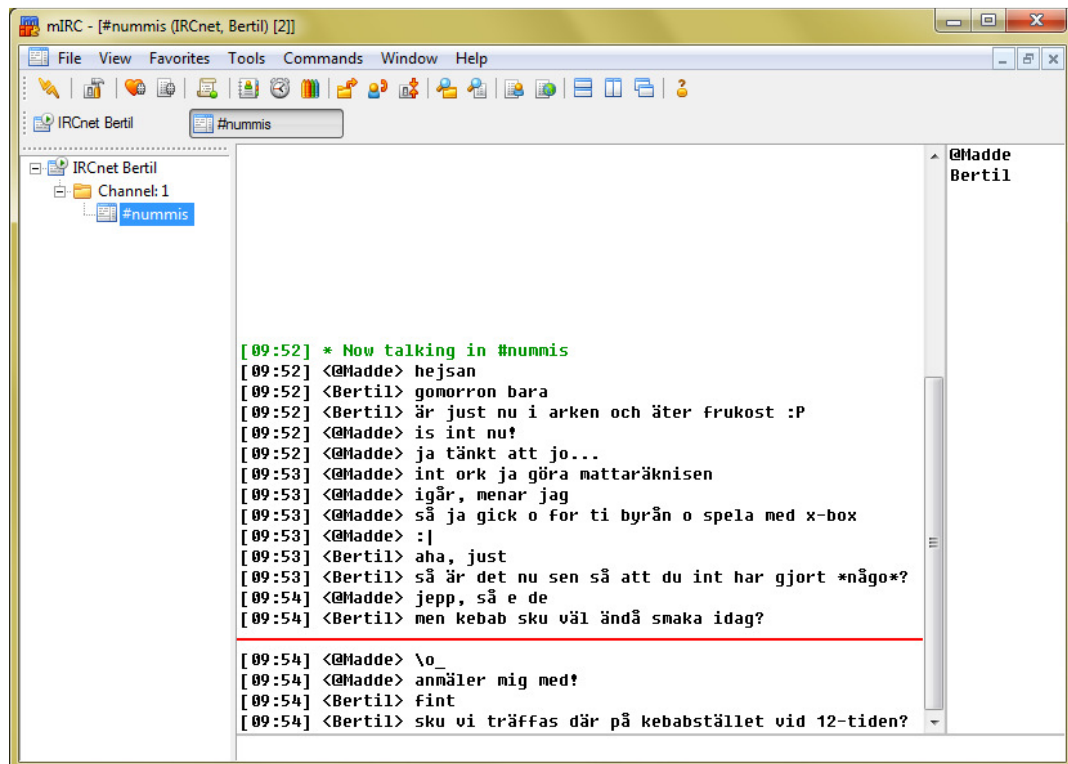 mIRC - [#nummis (IRCnet, Bertil) [2]]
File View Favorites Tools Commands Window Help
IRCnet Bertil #nummis
IRCnet Bertil
Channel: 1
#nummis
[09:52] * Now talking in #nummis
[09:52] <@Madde> hejsan
[09:52] <Bertil> gomorron bara
[09:52] <Bertil> är just nu i arken och äter frukost :P
[09:52] <@Madde> is int nu!
[09:52] <@Madde> ja tänkt att jo...
[09:53] <@Madde> int ork ja göra mattaräknisen
[09:53] <@Madde> igår, menar jag
[09:53] <@Madde> så ja gick o for ti byrån o spela med x-box
[09:53] <@Madde> :|
[09:53] <Bertil> aha, just
[09:53] <Bertil> så är det nu sen så att du int har gjort *någo*?
[09:54] <@Madde> jepp, så e de
[09:54] <Bertil> men kebab sku väl ändå smaka idag?
[09:54] <@Madde> \o_
[09:54] <@Madde> anmäler mig med!
[09:54] <Bertil> fint
[09:54] <Bertil> sku vi träffas där på kebabstället vid 12-tiden?
@Madde
Bertil